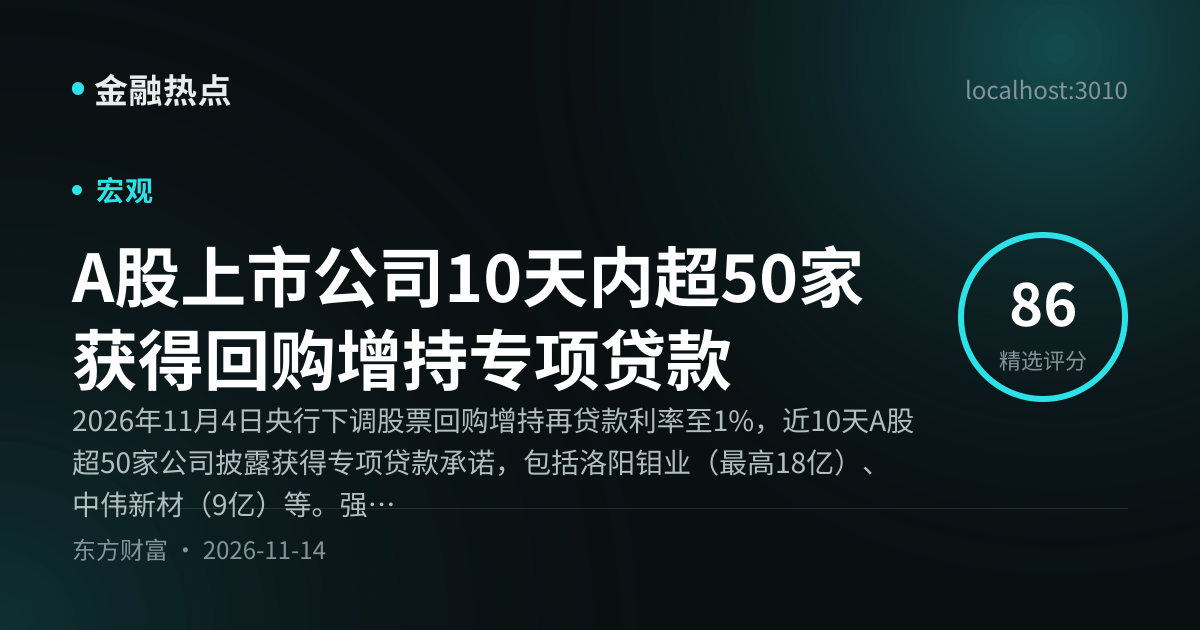 金融热点
localhost:3010
宏观
A股上市公司10天内超50家
获得回购增持专项贷款
86
精选评分
2026年11月4日央行下调股票回购增持再贷款利率至1%，近10天A股
超50家公司披露获得专项贷款承诺，包括洛阳钼业（最高18亿）、
中伟新材（9亿）等。强…
东方财富 • 2026-11-14